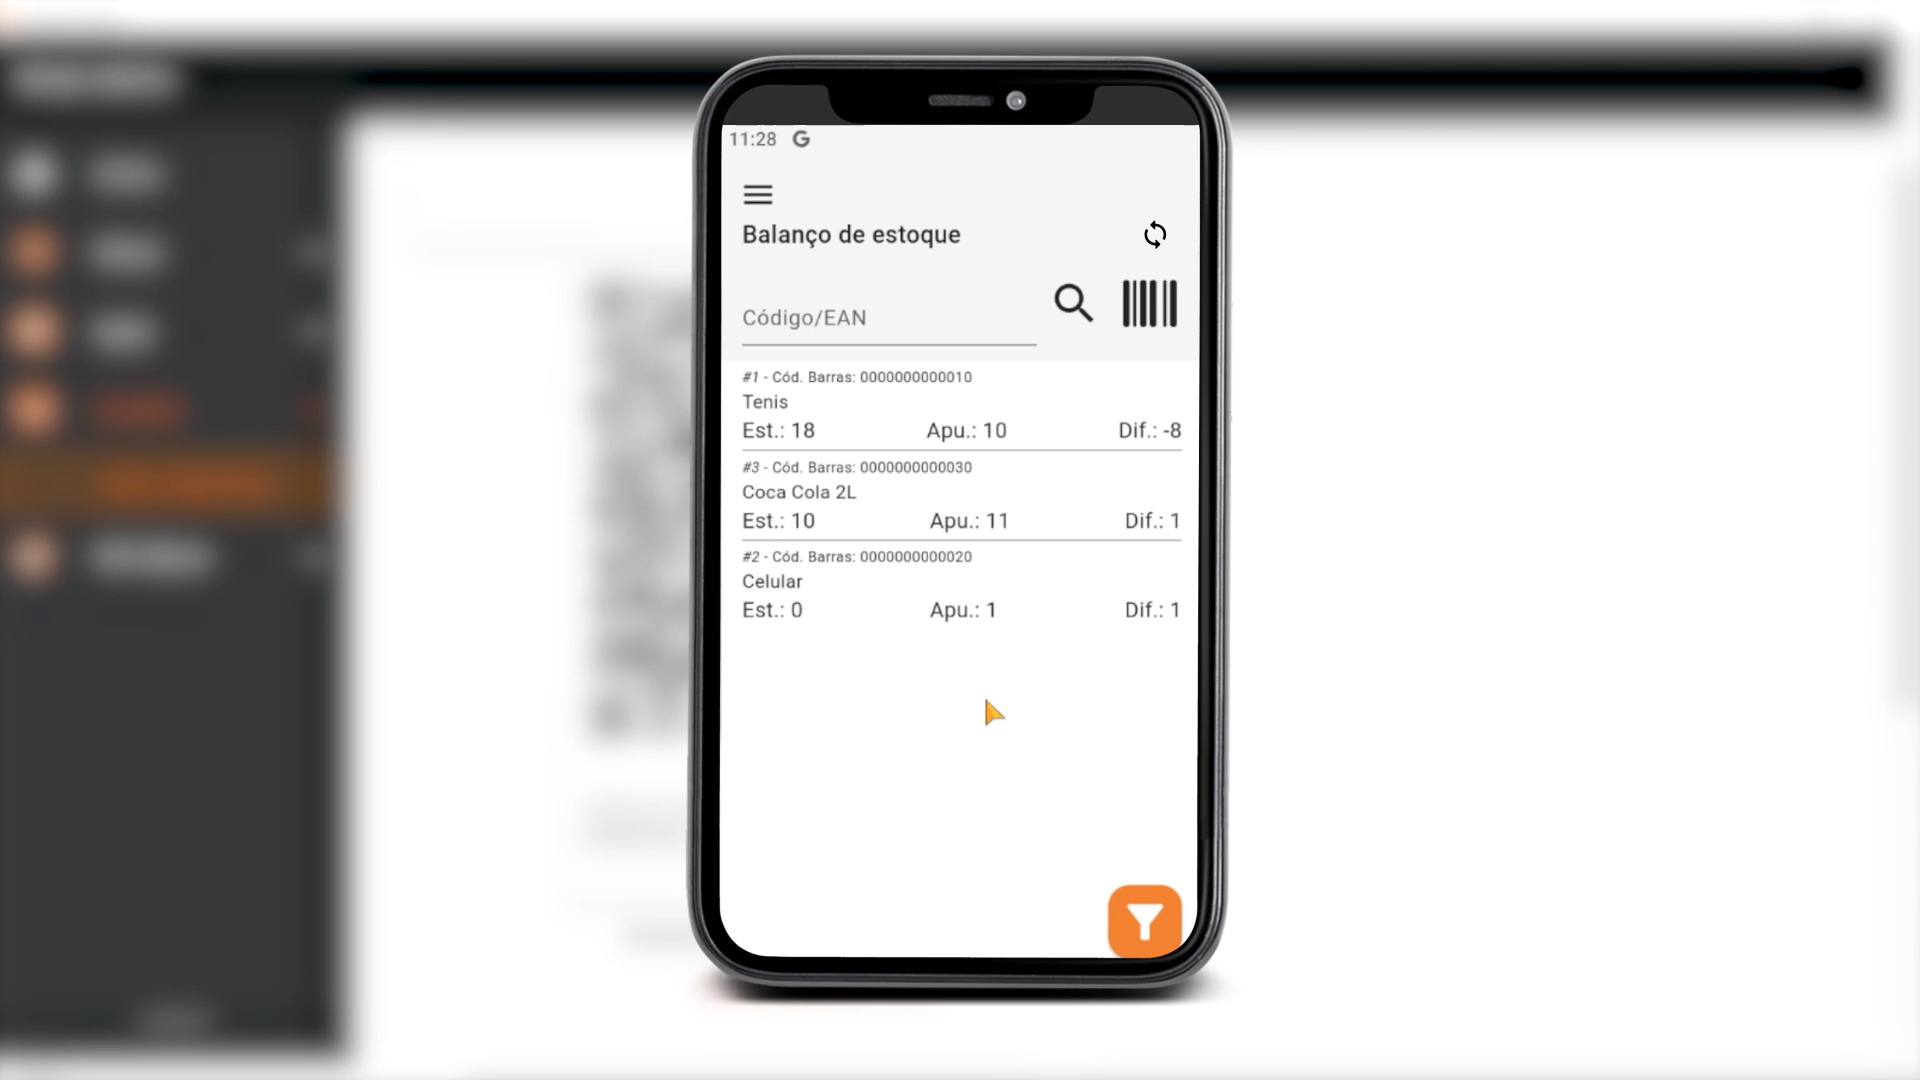 11:28 G
Balanço de estoque
Código/EAN
#1 - Cód. Barras: 0000000000010
Tenis
Est.: 18 Apu.: 10 Dif.: -8
#3 - Cód. Barras: 0000000000030
Coca Cola 2L
Est.: 10 Apu.: 11 Dif.: 1
#2 - Cód. Barras: 0000000000020
Celular
Est.: 0 Apu.: 1 Dif.: 1